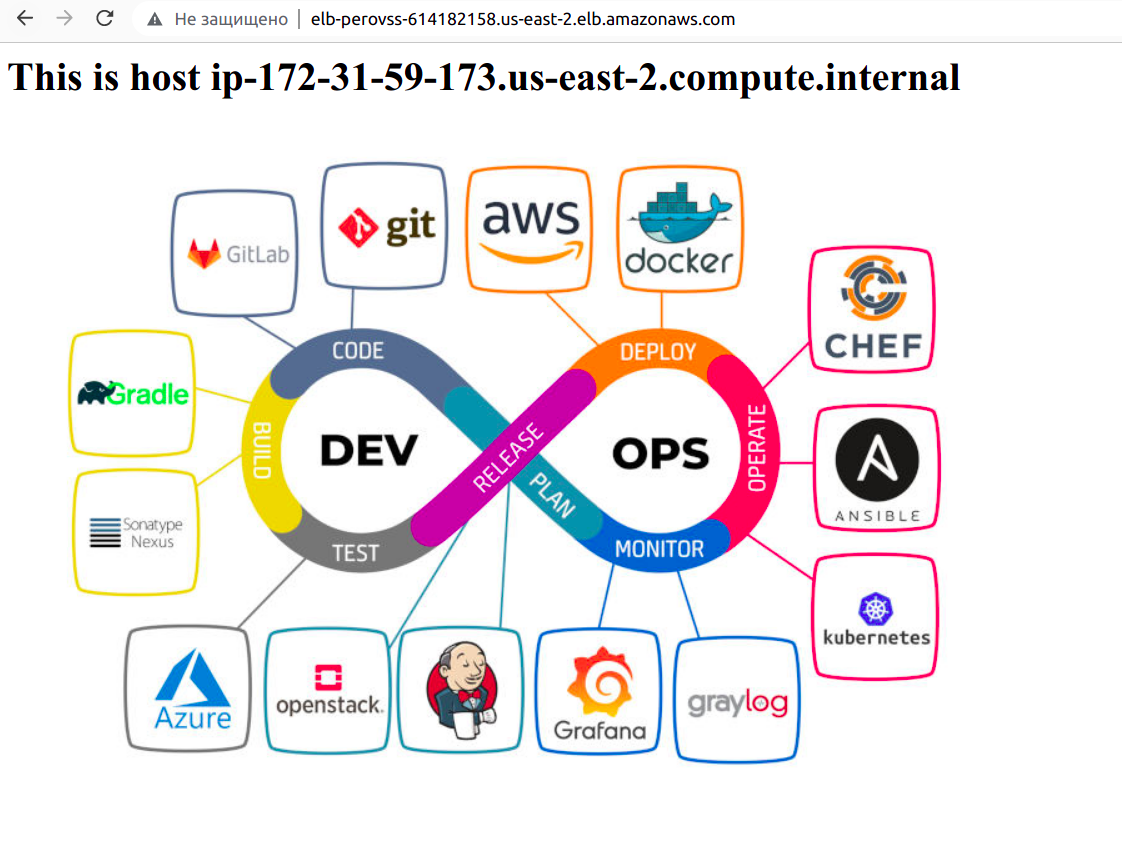 Не защищено
elb-perovss-614182158.us-east-2.elb.amazonaws.com
This is host ip-172-31-59-173.us-east-2.compute.internal
GitLab
git
aws
docker
CHEF
Gradle
CODE
DEPLOY
BUILD
DEV
RELEASE
OPS
OPERATE
ANSIBLE
Sonatype
Nexus
PLAN
TEST
MONITOR
kubernetes
Azure
openstack.
Grafana
graylog